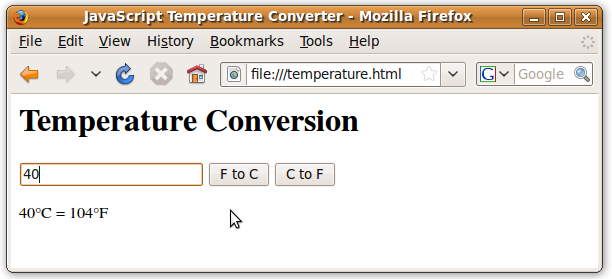 JavaScript Temperature Converter - Mozilla Firefox
File Edit View History Bookmarks Tools Help
file:///temperature.html G Google
Temperature Conversion
40 F to C C to F
40°C = 104°F